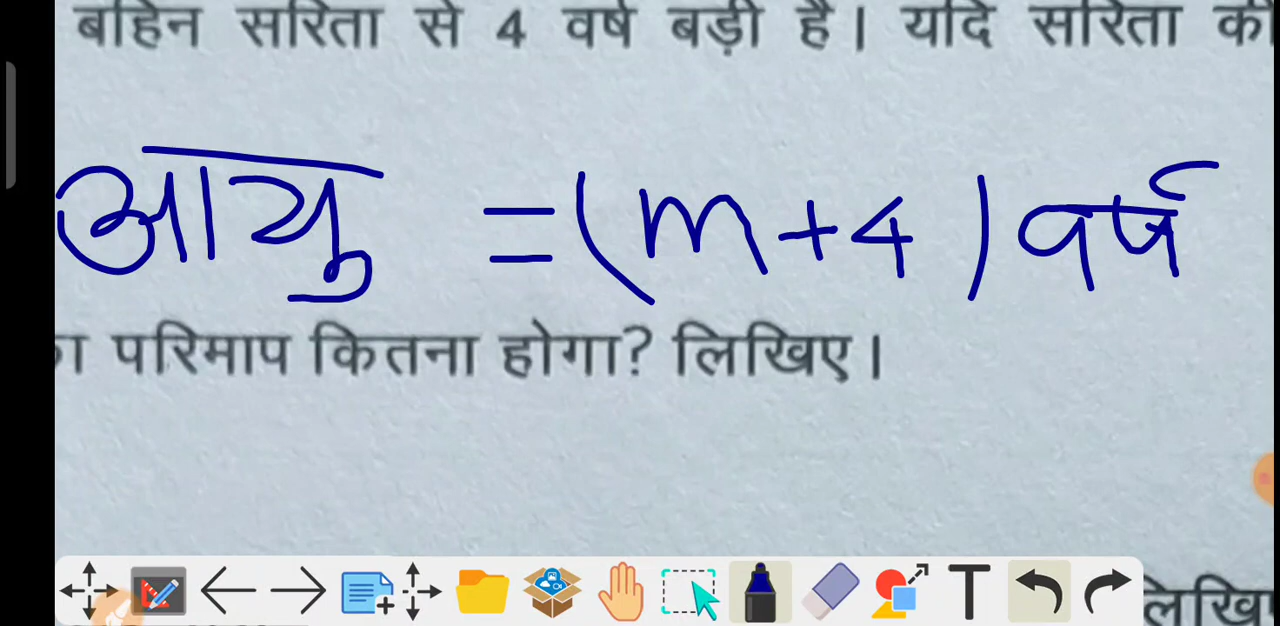 बहिन सरिता से 4 वर्ष बड़ी है। यदि सरिता की
आयु = (m+4) वर्ष
का परिमाप कितना होगा? लिखिए।
T